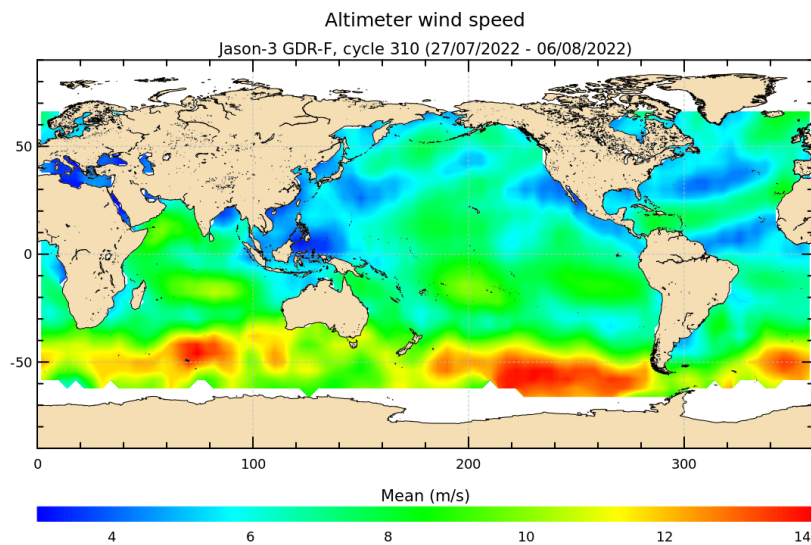 Altimeter wind speed
Jason-3 GDR-F, cycle 310 (27/07/2022 - 06/08/2022)
50
0
-50
0 100 200 300
Mean (m/s)
4 6 8 10 12 14